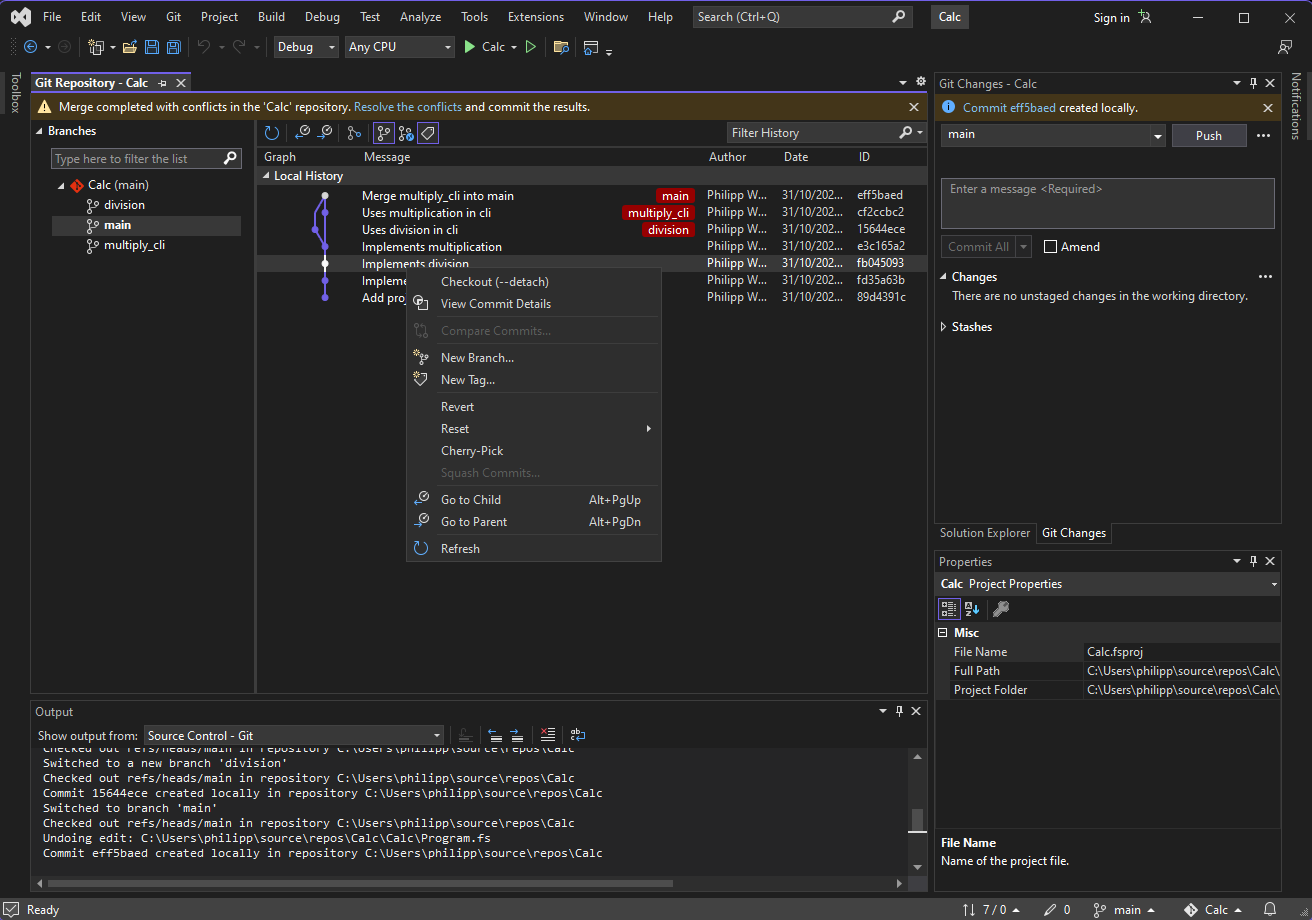 File Edit View Git Project Build Debug Test Analyze Tools Extensions Window Help Search (Ctrl+Q) Calc Sign in
Debug Any CPU Calc
Toolbox
Git Repository - Calc
Merge completed with conflicts in the 'Calc' repository. Resolve the conflicts and commit the results.
Branches
Type here to filter the list
Calc (main)
division
main
multiply_cli
Filter History
Graph Message Author Date ID
Local History
Merge multiply_cli into main main Philipp W... 31/10/202... eff5baed
Uses multiplication in cli multiply_cli Philipp W... 31/10/202... cf2ccbc2
Uses division in cli division Philipp W... 31/10/202... 15644ece
Implements multiplication Philipp W... 31/10/202... e3c165a2
Implements division Philipp W... 31/10/202... fb045093
Impleme Philipp W... 31/10/202... fd35a63b
Add proj Philipp W... 31/10/202... 89d4391c
Checkout (--detach)
View Commit Details
Compare Commits...
New Branch...
New Tag...
Revert
Reset
Cherry-Pick
Squash Commits...
Go to Child Alt+PgUp
Go to Parent Alt+PgDn
Refresh
Git Changes - Calc
Commit eff5baed created locally.
main Push
Enter a message <Required>
Commit All Amend
Changes
There are no unstaged changes in the working directory.
Stashes
Notifications
Solution Explorer Git Changes
Properties
Calc Project Properties
Misc
File Name Calc.fsproj
Full Path C:\Users\philipp\source\repos\Calc\
Project Folder C:\Users\philipp\source\repos\Calc\
File Name
Name of the project file.
Output
Show output from: Source Control - Git
Checked out refs/heads/main in repository C:\Users\philipp\source\repos\Calc
Switched to a new branch 'division'
Checked out refs/heads/main in repository C:\Users\philipp\source\repos\Calc
Commit 15644ece created locally in repository C:\Users\philipp\source\repos\Calc
Switched to branch 'main'
Checked out refs/heads/main in repository C:\Users\philipp\source\repos\Calc
Undoing edit: C:\Users\philipp\source\repos\Calc\Calc\Program.fs
Commit eff5baed created locally in repository C:\Users\philipp\source\repos\Calc
Ready 7 / 0 0 main Calc